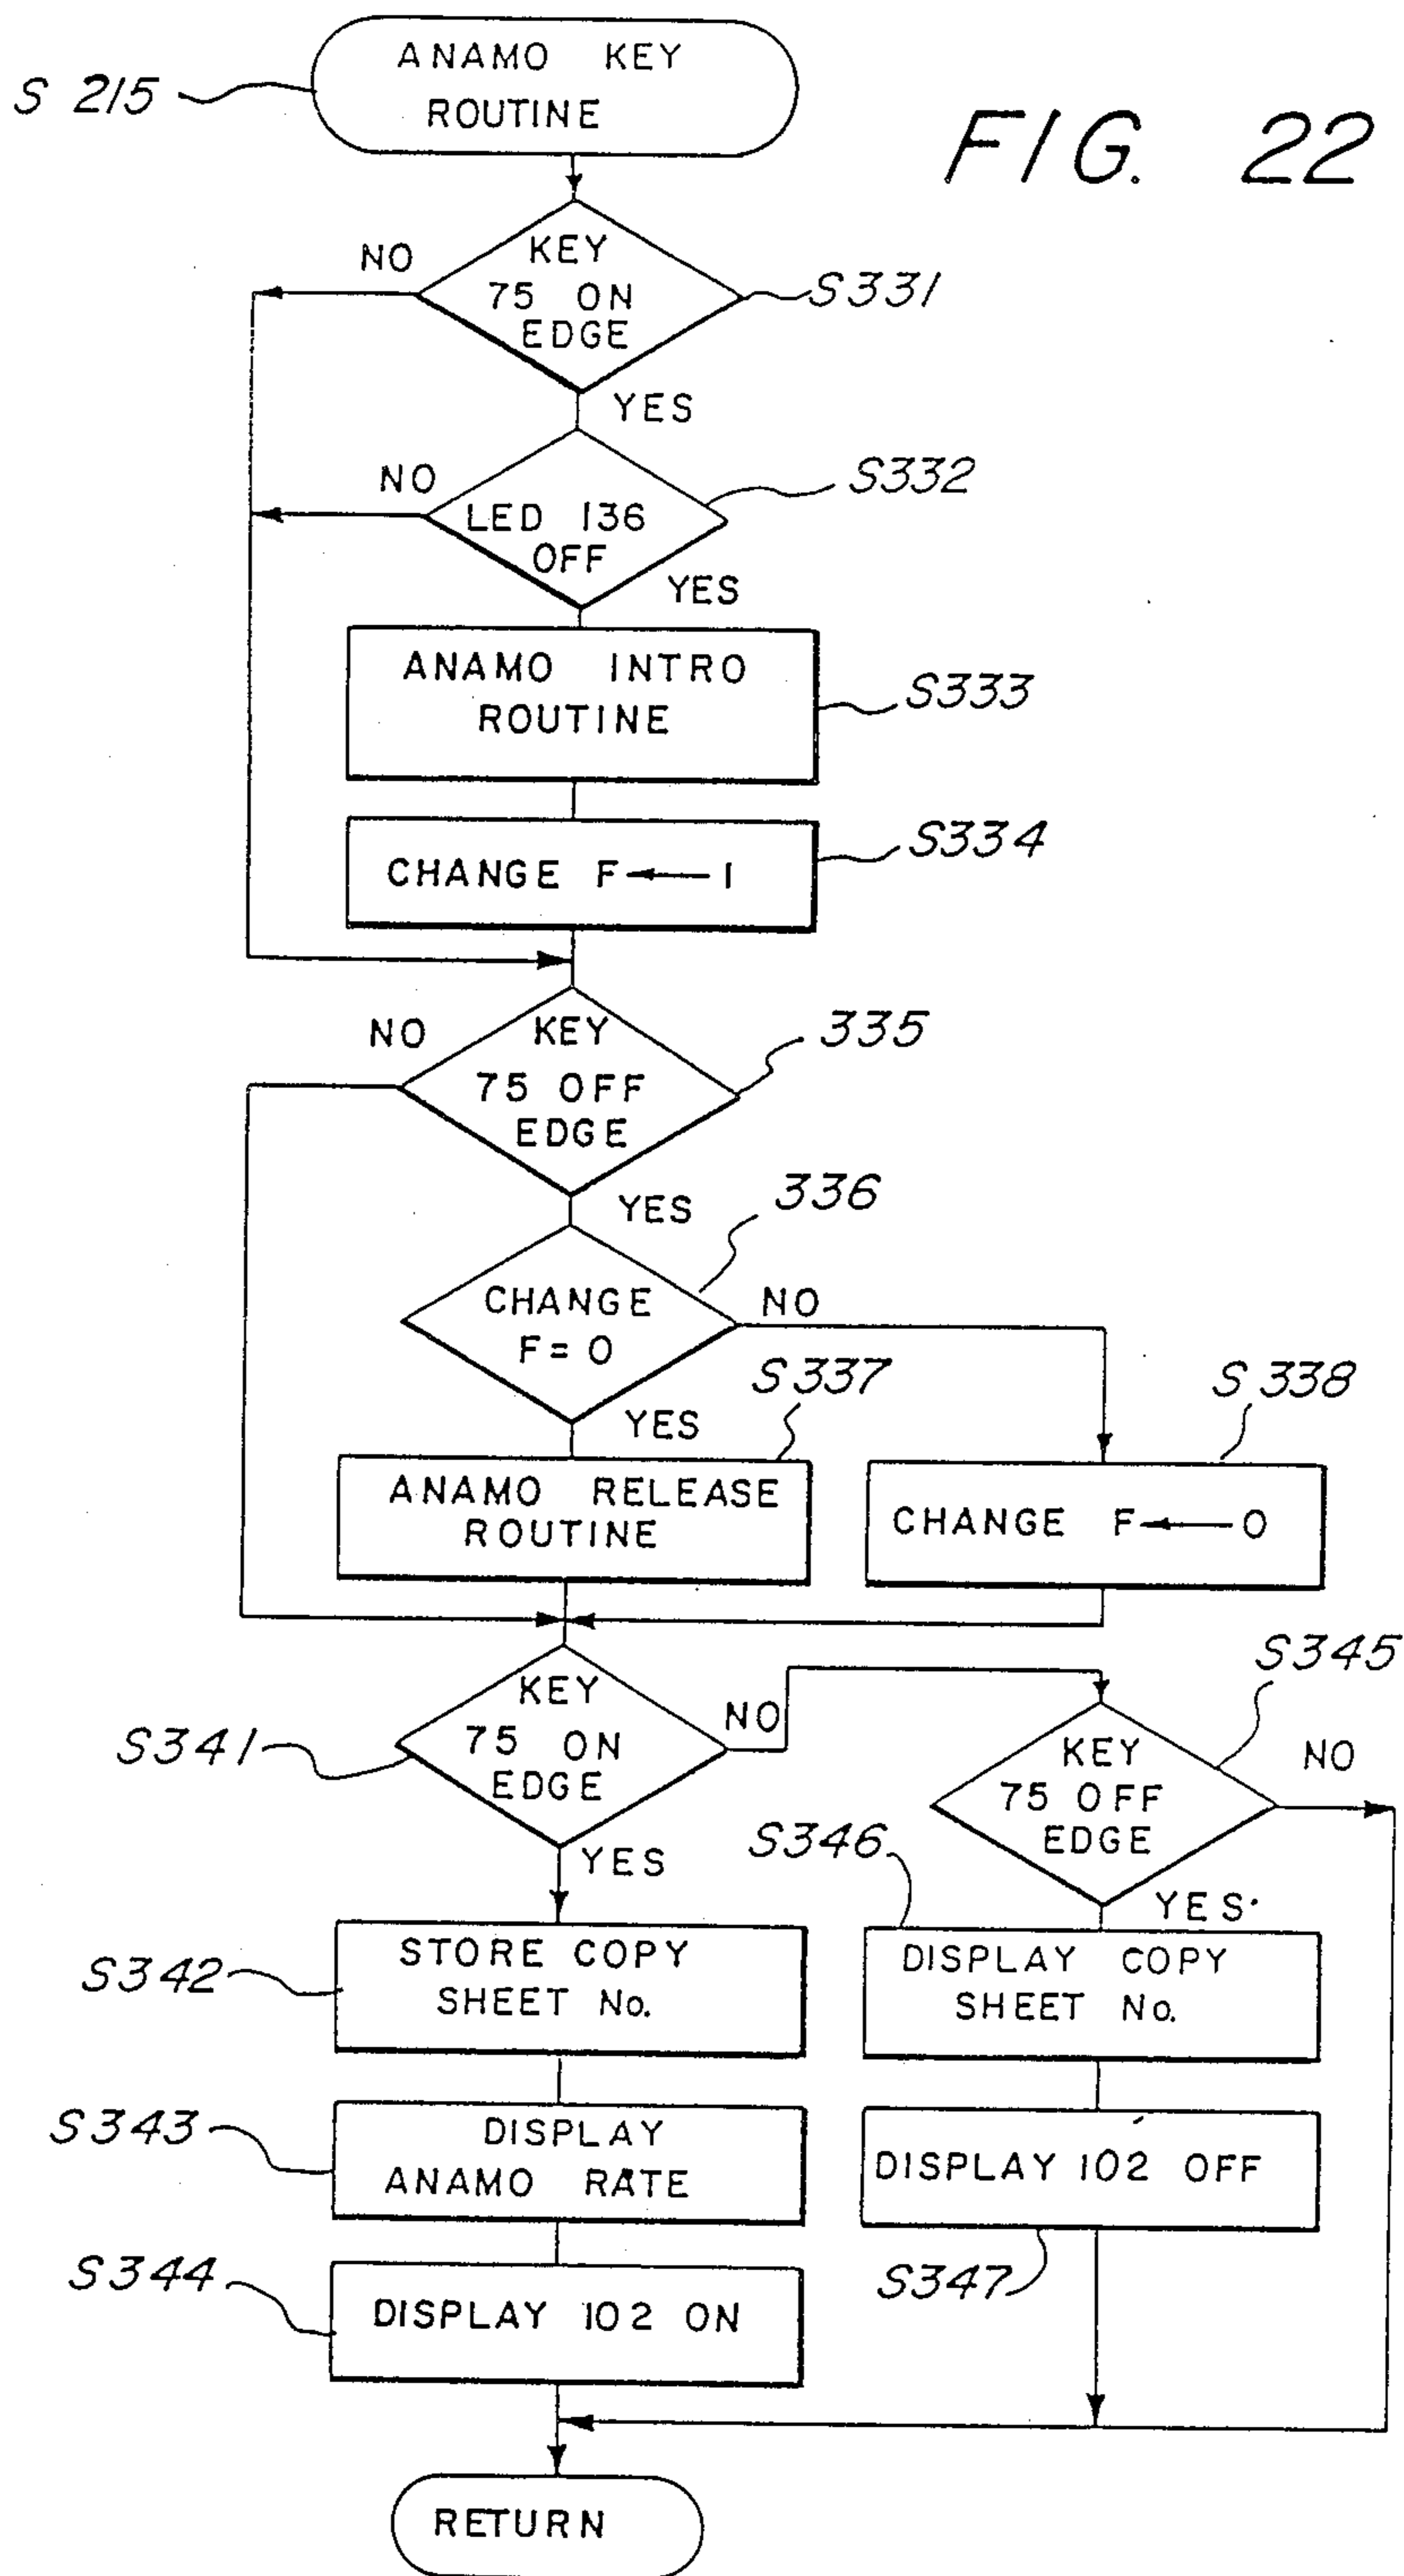 ANAMO KEY
ROUTINE
S 215
FIG. 22
KEY
75 ON
EDGE
NO
S331
YES
LED 136
OFF
NO
S332
YES
ANAMO INTRO
ROUTINE
S333
CHANGE F ← 1
S334
KEY
75 OFF
EDGE
NO
335
YES
336
CHANGE
F = 0
NO
YES
S337
S 338
ANAMO RELEASE
ROUTINE
CHANGE F ← 0
KEY
75 ON
EDGE
S341
NO
YES
S345
KEY
75 OFF
EDGE
NO
YES
S346
STORE COPY
SHEET No.
S342
DISPLAY COPY
SHEET No.
DISPLAY
ANAMO RATE
S343
DISPLAY 102 OFF
S347
DISPLAY 102 ON
S344
RETURN